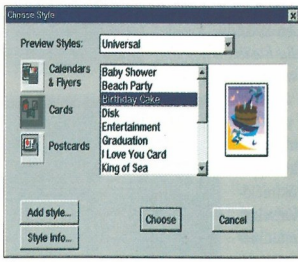 Choose Style
Preview Styles: Universal
Calendars
& Flyers
Cards
Postcards
Baby Shower
Beach Party
Birthday Cake
Disk
Entertainment
Graduation
I Love You Card
King of Sea
Add style...
Style Info...
Choose
Cancel